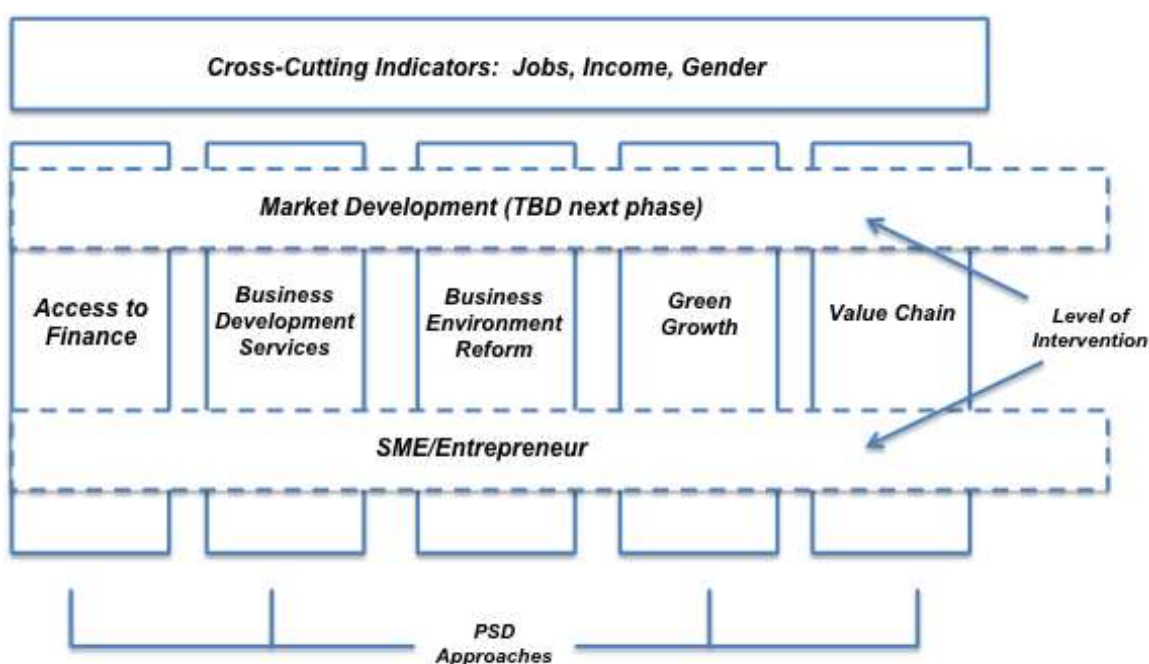 Cross-Cutting Indicators: Jobs, Income, Gender
Market Development (TBD next phase)
Access to
Finance
Business
Development
Services
Business
Environment
Reform
Green
Growth
Value Chain
Level of
Intervention
SME/Entrepreneur
PSD
Approaches